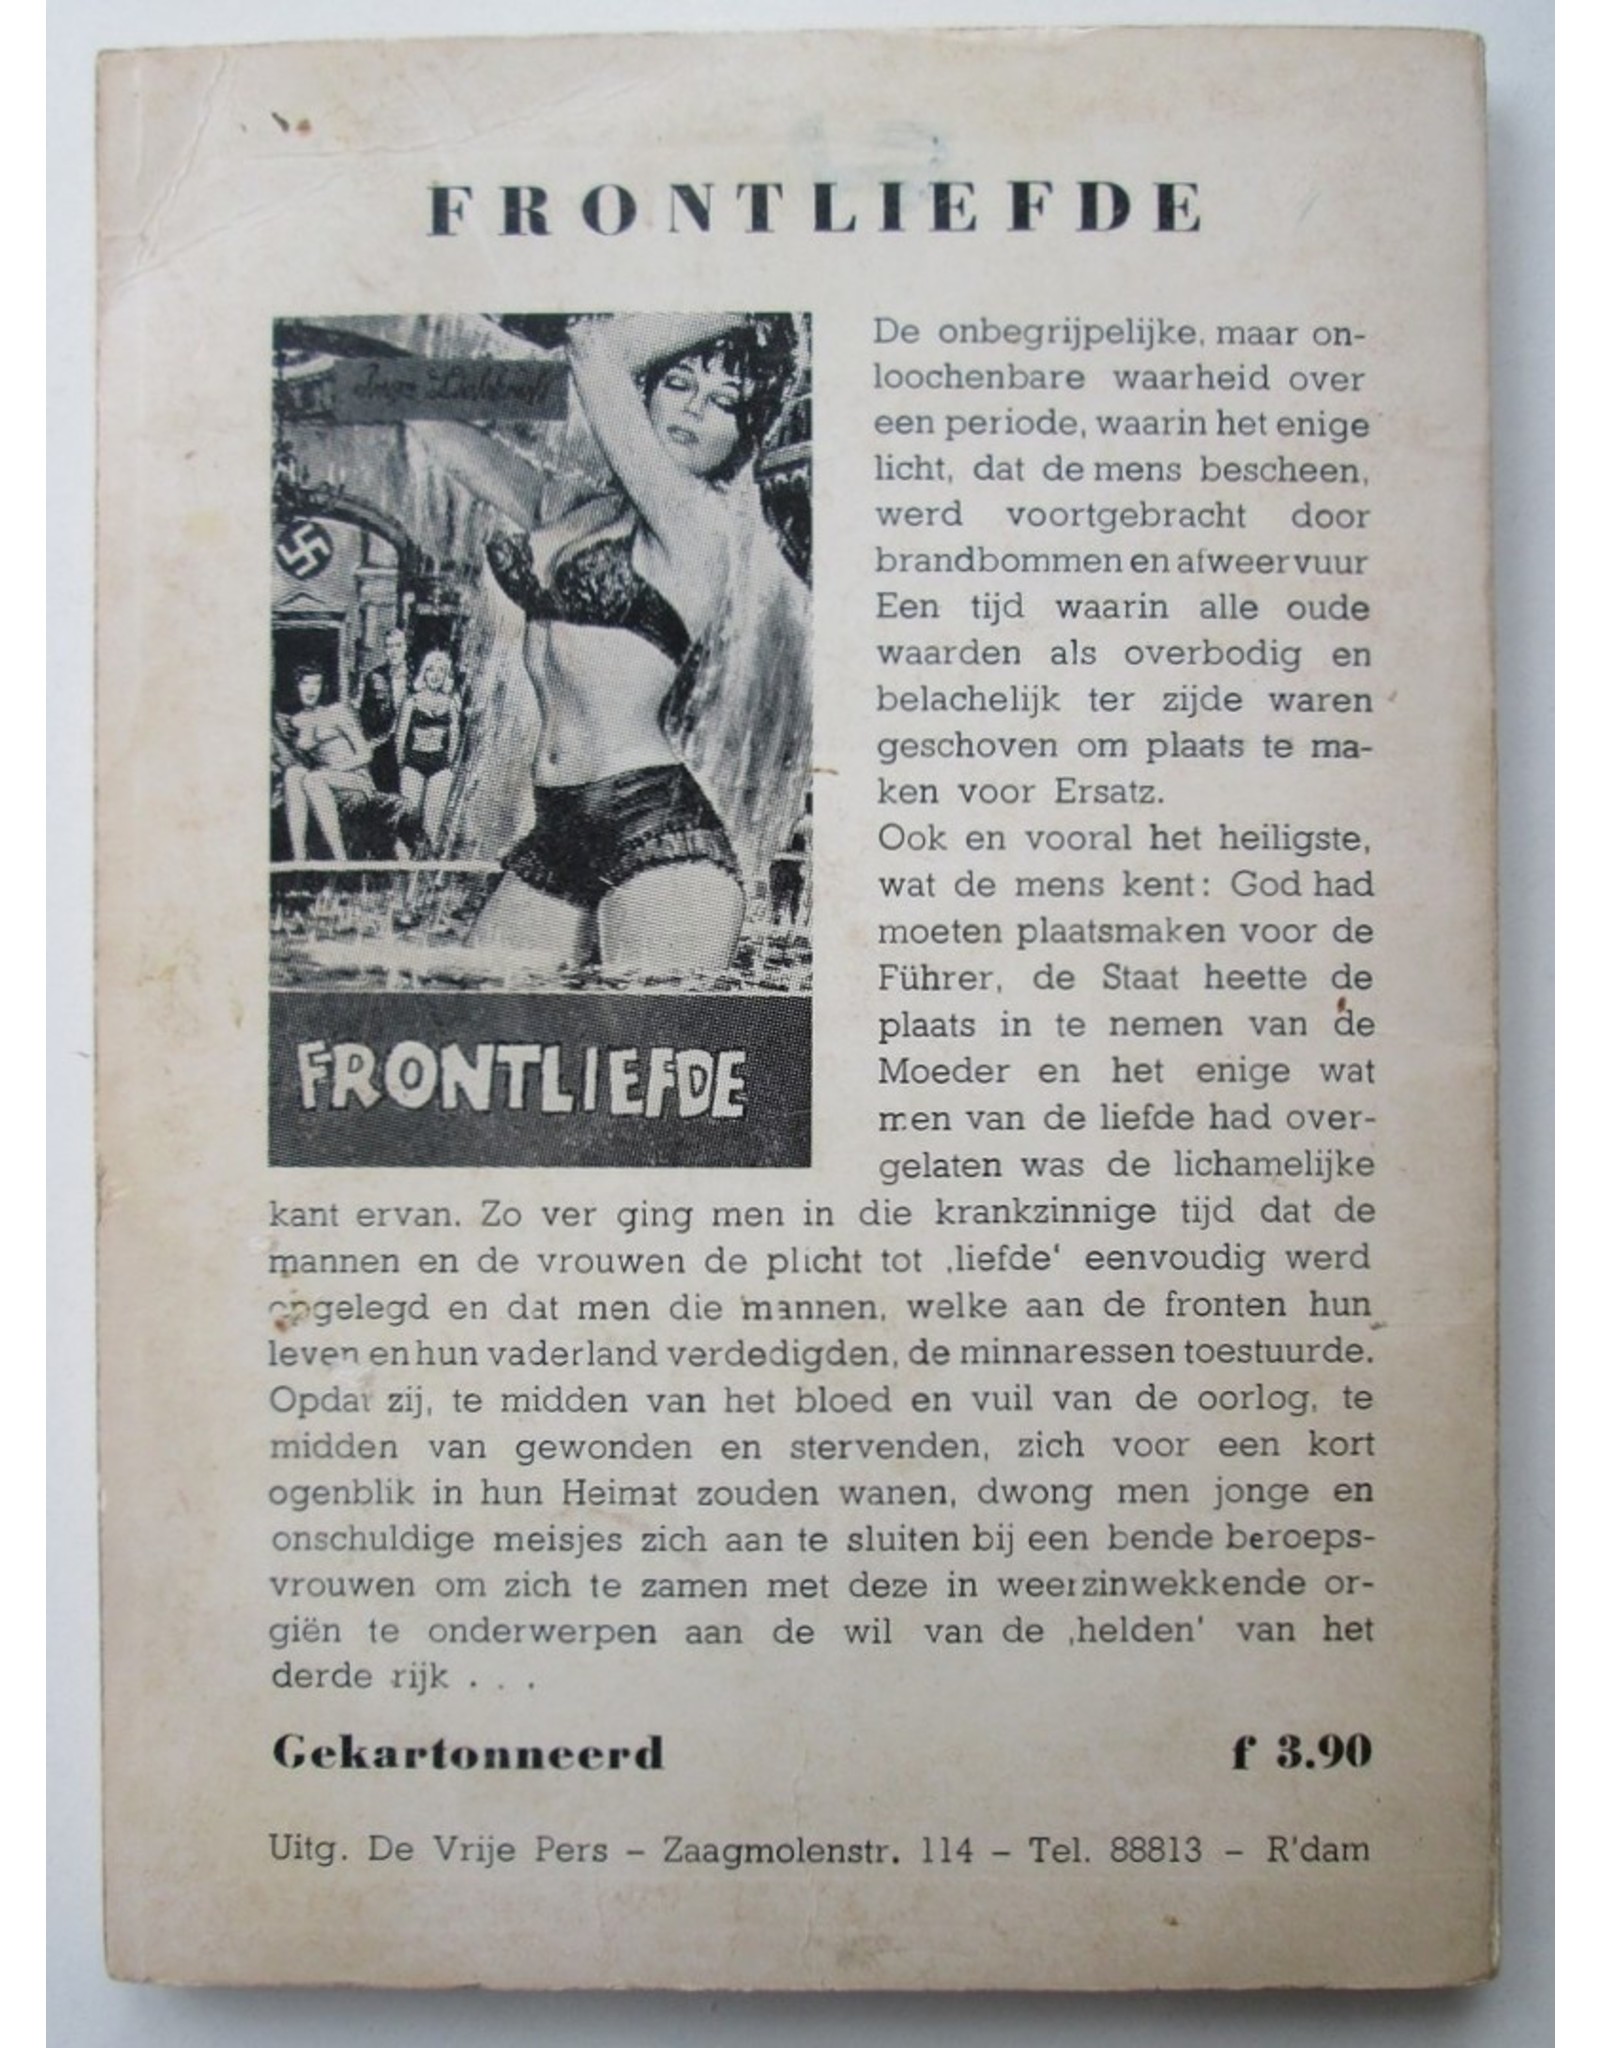 FRONTLIEFDE
FRONTLIEFDE
De onbegrijpelijke, maar on-
loochenbare waarheid over
een periode, waarin het enige
licht, dat de mens bescheen,
werd voortgebracht door
brandbommen en afweervuur
Een tijd waarin alle oude
waarden als overbodig en
belachelijk ter zijde waren
geschoven om plaats te ma-
ken voor Ersatz.
Ook en vooral het heiligste,
wat de mens kent: God had
moeten plaatsmaken voor de
Führer, de Staat heette de
plaats in te nemen van de
Moeder en het enige wat
men van de liefde had over-
gelaten was de lichamelijke
kant ervan. Zo ver ging men in die krankzinnige tijd dat de
mannen en de vrouwen de plicht tot ‚liefde' eenvoudig werd
opgelegd en dat men die mannen, welke aan de fronten hun
leven en hun vaderland verdedigden, de minnaressen toestuurde.
Opdat zij, te midden van het bloed en vuil van de oorlog, te
midden van gewonden en stervenden, zich voor een kort
ogenblik in hun Heimat zouden wanen, dwong men jonge en
onschuldige meisjes zich aan te sluiten bij een bende beroeps-
vrouwen om zich te zamen met deze in weerzinwekkende or-
giën te onderwerpen aan de wil van de ‚helden' van het
derde rijk . . .
Gekartonneerd f 3.90
Uitg. De Vrije Pers – Zaagmolenstr. 114 – Tel. 88813 – R'dam